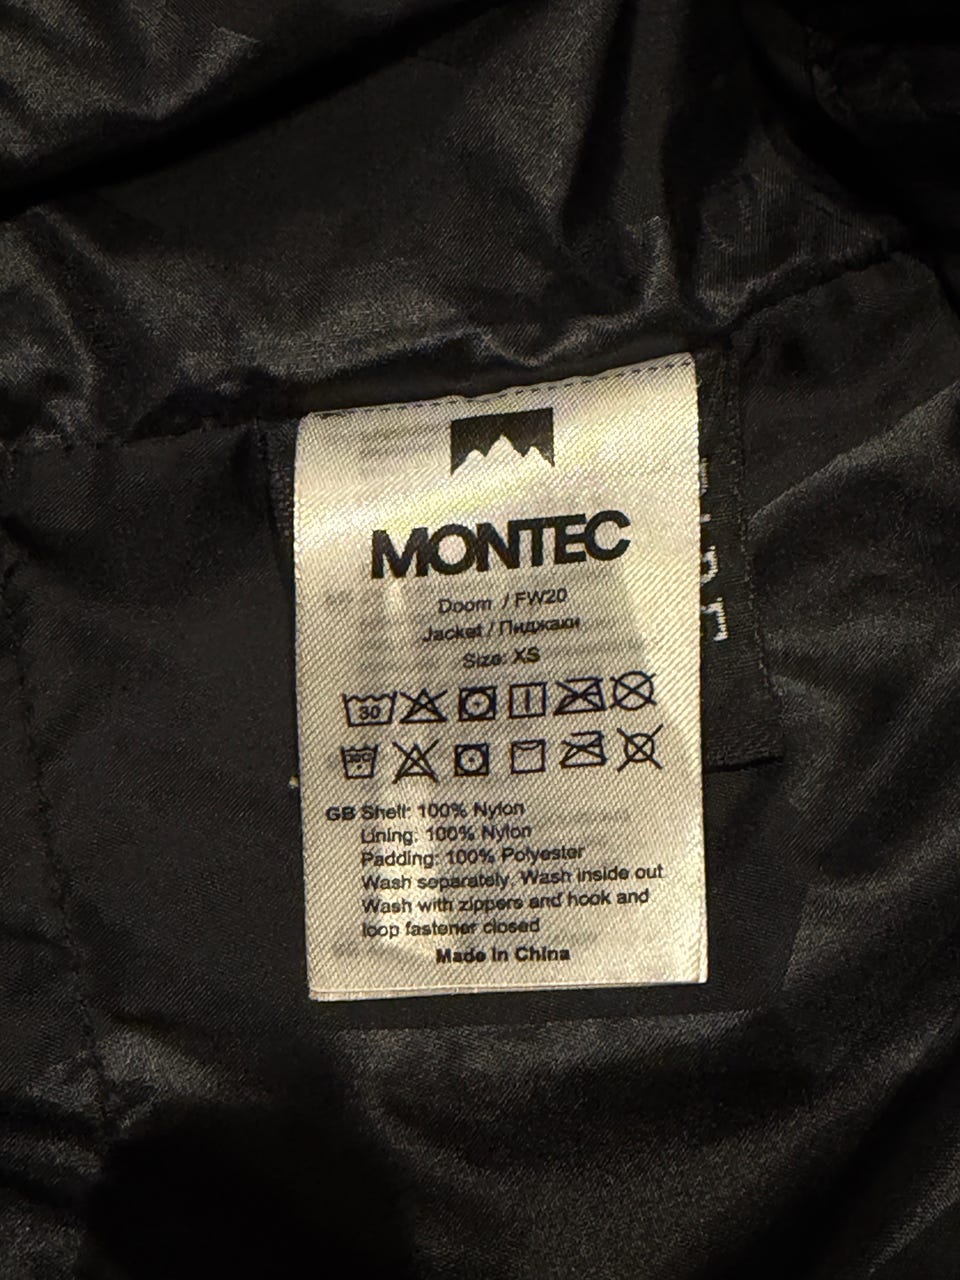 MONTEC
Doom / FW20
Jacket / Пиджаки
Size: XS
30
GB Shell: 100% Nylon
Lining: 100% Nylon
Padding: 100% Polyester
Wash separately. Wash inside out
Wash with zippers and hook and
loop fastener closed
Made in China